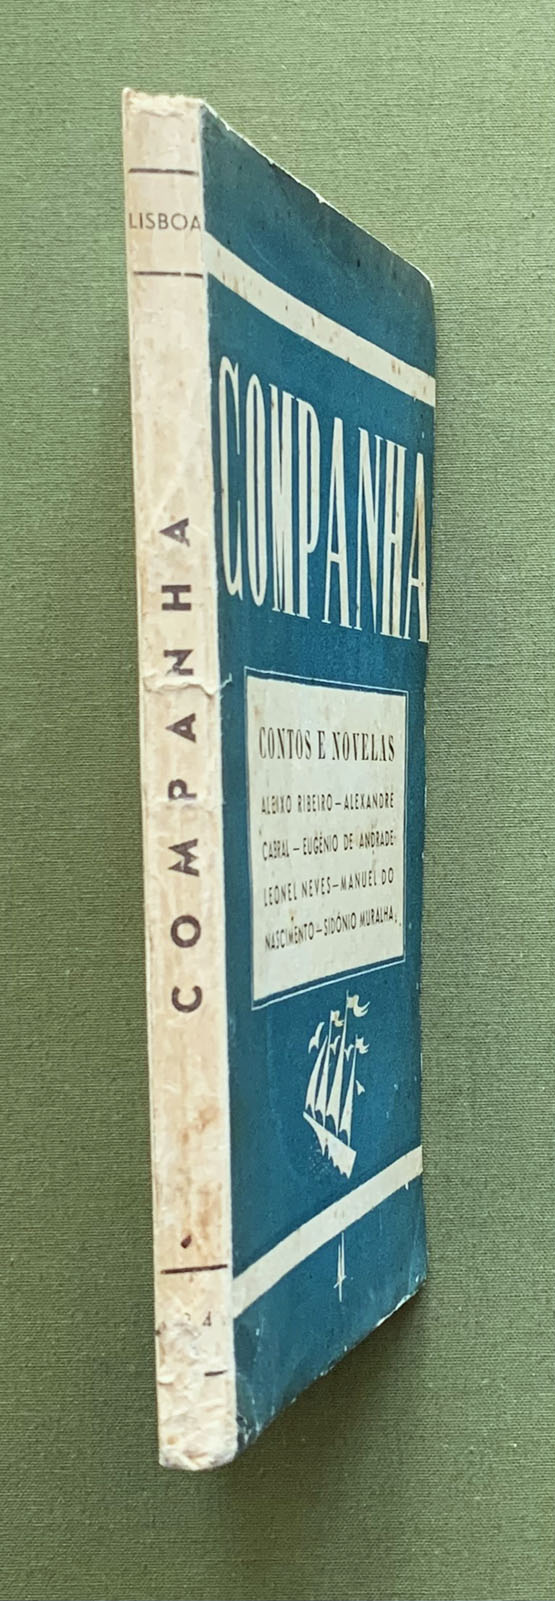 LISBOA
COMPANHA
COMPANHA
CONTOS E NOVELAS
ALEIXO RIBEIRO—ALEXANDRE
CABRAL—EUGÉNIO DE ANDRADE-
LEONEL NEVES—MANUEL DO
NASCIMENTO—SIDÓNIO MURALHA